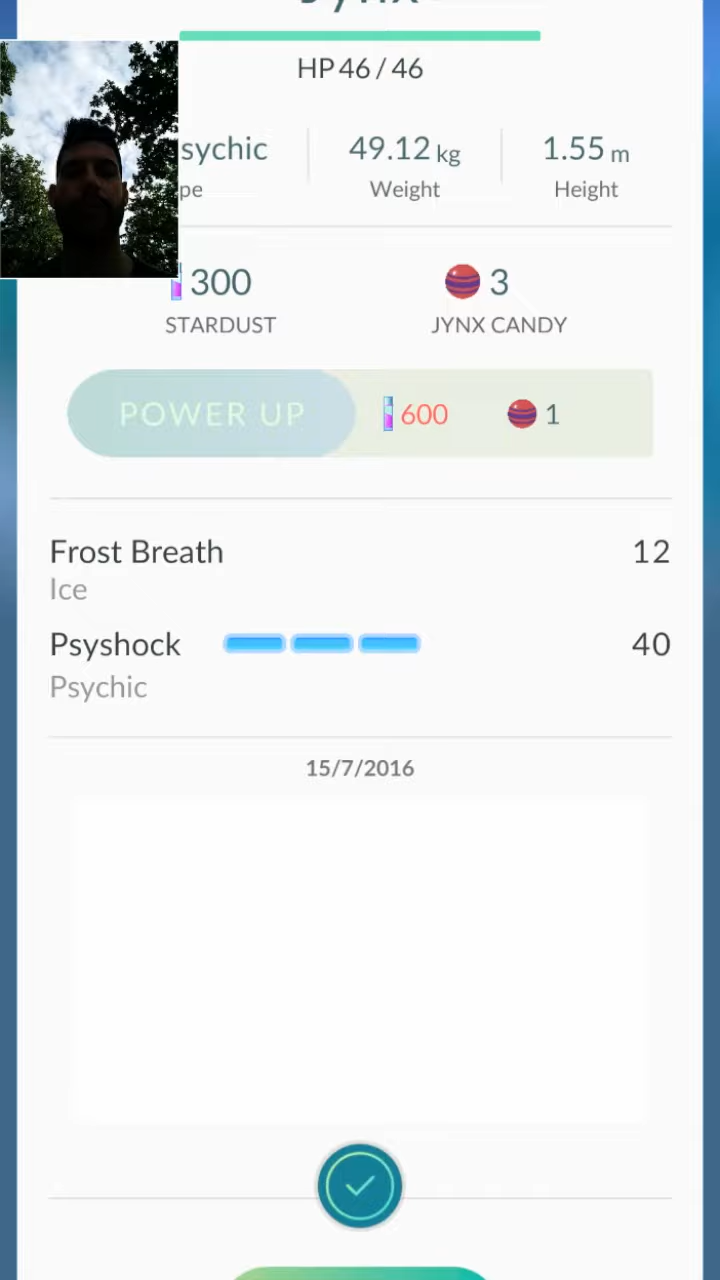 Jynx
HP 46 / 46
sychic
49.12 kg
1.55 m
pe
Weight
Height
300
3
STARDUST
JYNX CANDY
POWER UP
600
1
Frost Breath
12
Ice
Psyshock
40
Psychic
15/7/2016